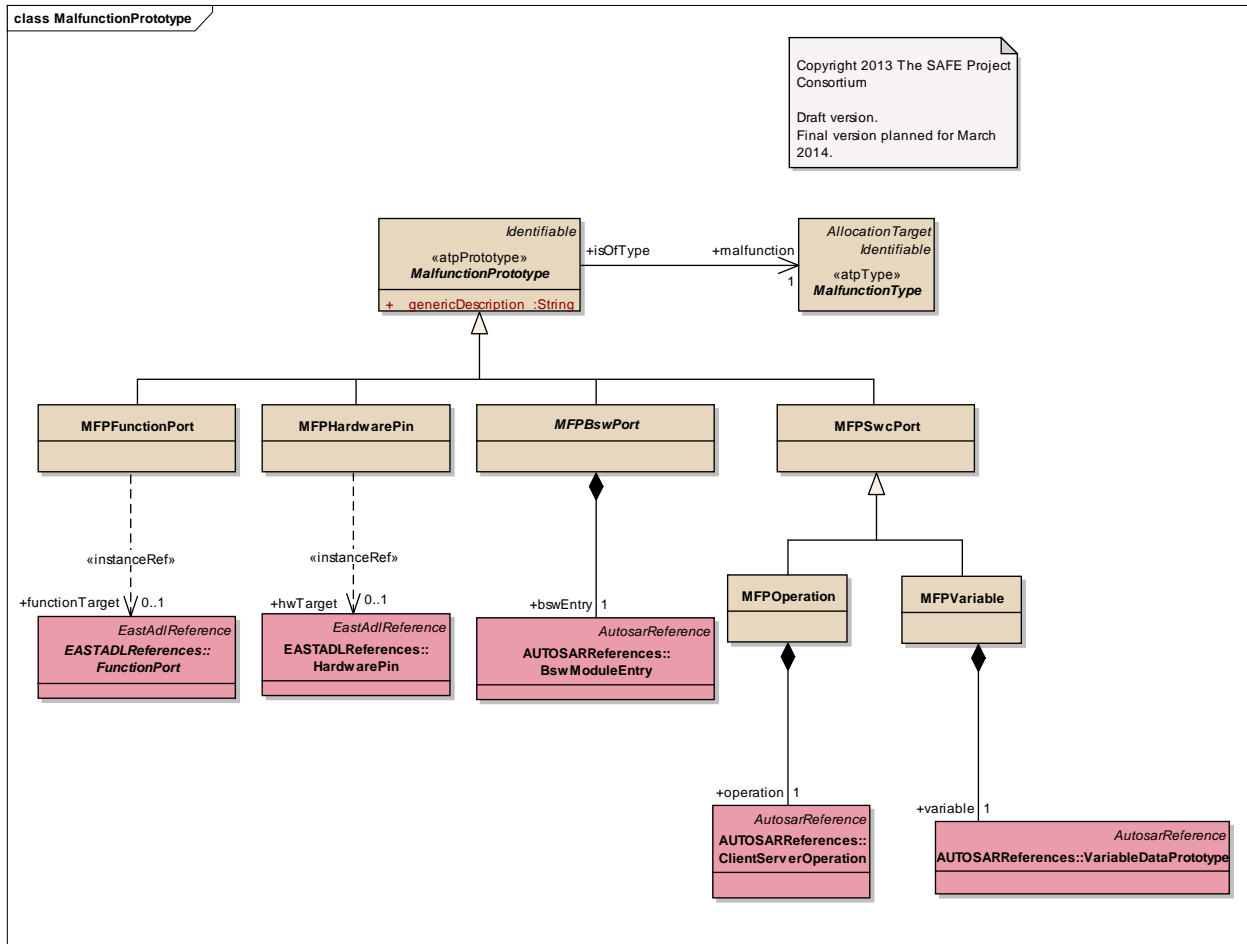 class MalfunctionPrototype
Copyright 2013 The SAFE Project
Consortium
Draft version.
Final version planned for March
2014.
Identifiable
«atpPrototype»
MalfunctionPrototype
+ genericDescription :String
+isOfType
+malfunction
1
AllocationTarget
Identifiable
«atpType»
MalfunctionType
MFPFunctionPort
MFPHardwarePin
MFPBswPort
MFPSwcPort
«instanceRef»
«instanceRef»
+functionTarget
0..1
+hwTarget
0..1
+bswEntry
1
MFPOperation
MFPVariable
EastAdlReference
EASTADLReferences::
FunctionPort
EastAdlReference
EASTADLReferences::
HardwarePin
AutosarReference
AUTOSARReferences::
BswModuleEntry
+operation
1
+variable
1
AutosarReference
AUTOSARReferences::
ClientServerOperation
AutosarReference
AUTOSARReferences::VariableDataPrototype